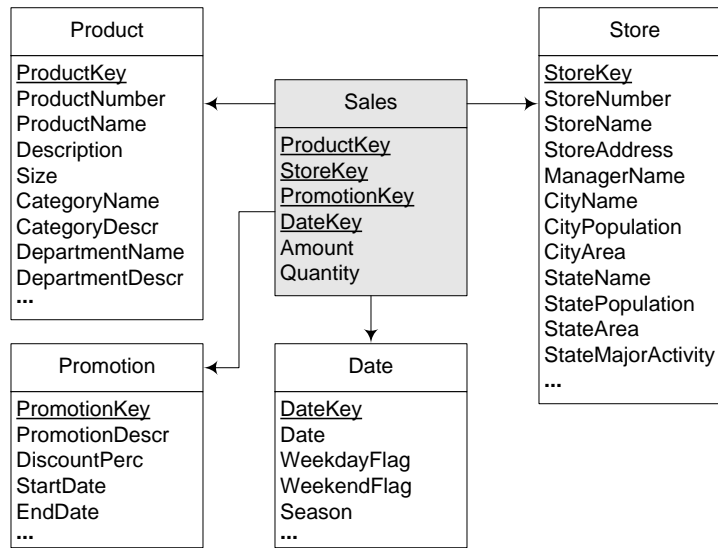 Product
ProductKey
ProductNumber
ProductName
Description
Size
CategoryName
CategoryDescr
DepartmentName
DepartmentDescr
...
Sales
ProductKey
StoreKey
PromotionKey
DateKey
Amount
Quantity
Store
StoreKey
StoreNumber
StoreName
StoreAddress
ManagerName
CityName
CityPopulation
CityArea
StateName
StatePopulation
StateArea
StateMajorActivity
...
Promotion
PromotionKey
PromotionDescr
DiscountPerc
StartDate
EndDate
...
Date
DateKey
Date
WeekdayFlag
WeekendFlag
Season
...